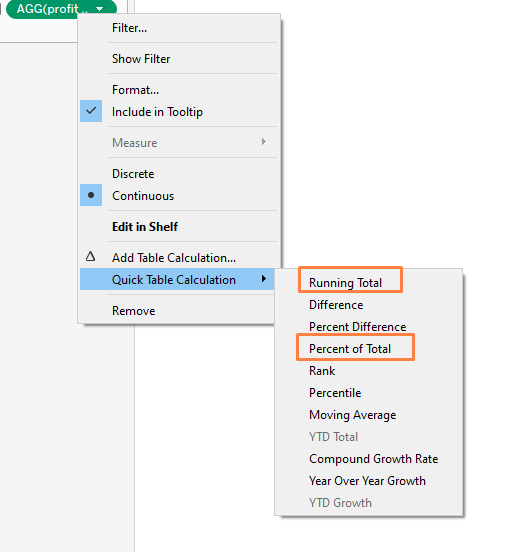 AGG(profit ..
Filter...
Show Filter
Format...
Include in Tooltip
Measure
Discrete
Continuous
Edit in Shelf
Add Table Calculation...
Quick Table Calculation
Remove
Running Total
Difference
Percent Difference
Percent of Total
Rank
Percentile
Moving Average
YTD Total
Compound Growth Rate
Year Over Year Growth
YTD Growth